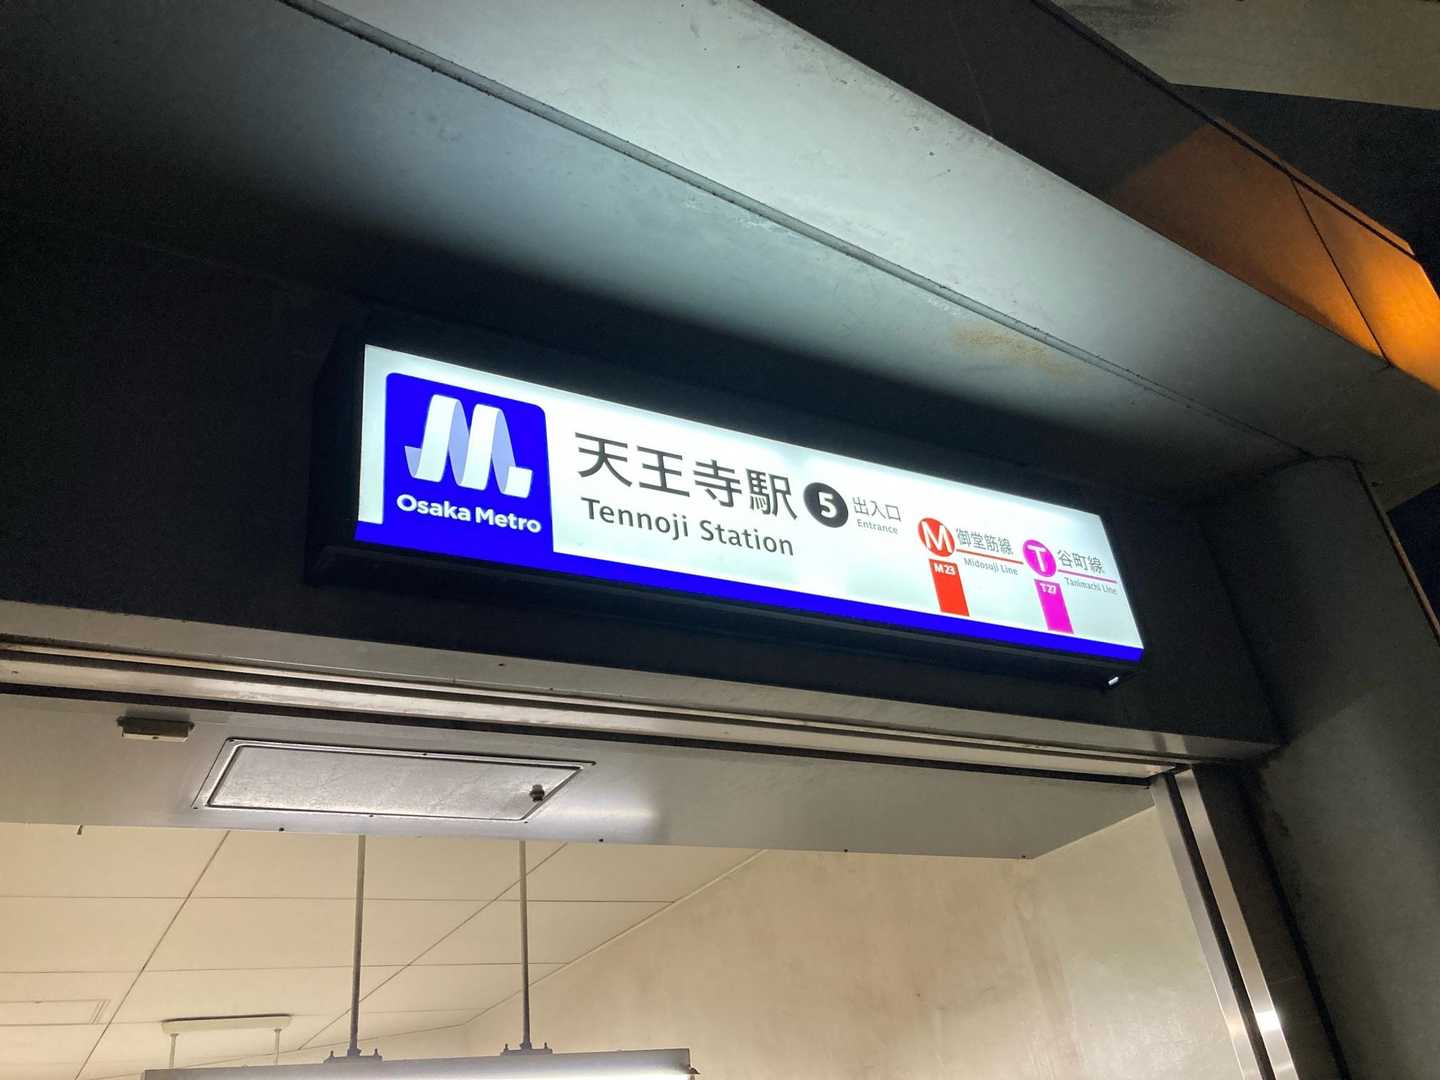 Osaka Metro
天王寺駅
Tennoji Station
5
出入口
Entrance
M
御堂筋線
Midosuji Line
M23
T
谷町線
Tanimachi Line
T27